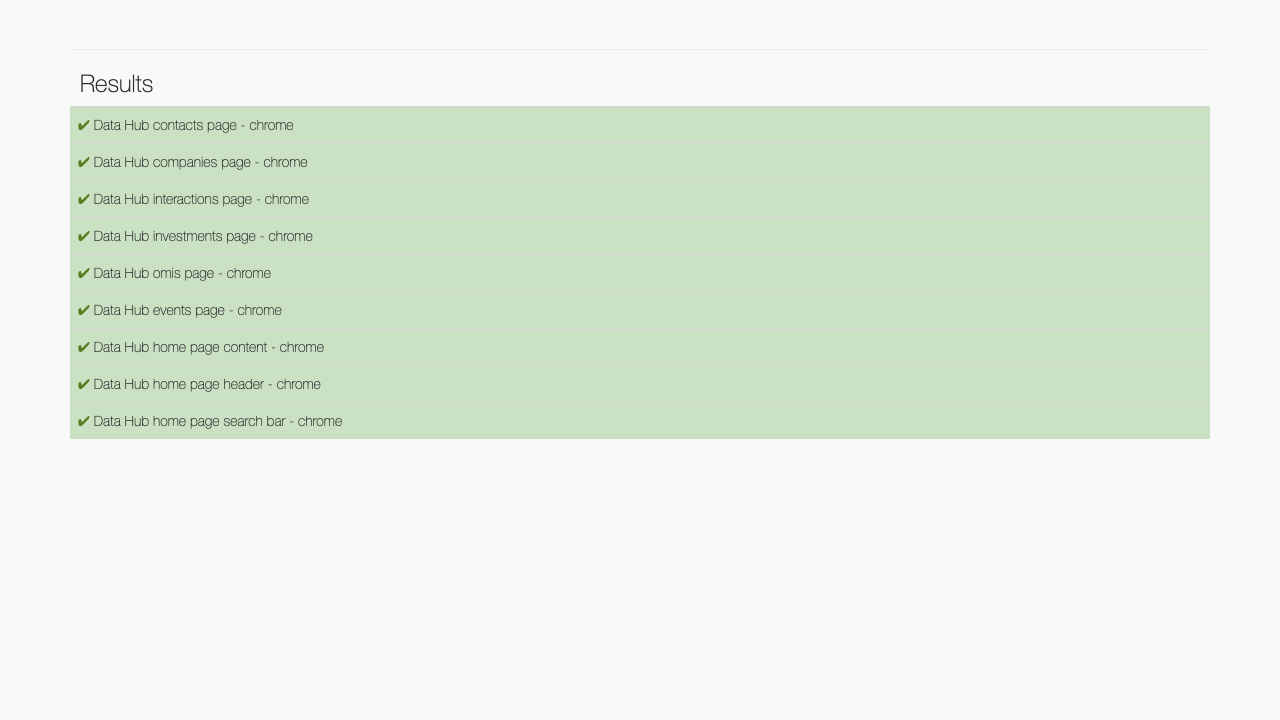 Results
✔ Data Hub contacts page - chrome
✔ Data Hub companies page - chrome
✔ Data Hub interactions page - chrome
✔ Data Hub investments page - chrome
✔ Data Hub omis page - chrome
✔ Data Hub events page - chrome
✔ Data Hub home page content - chrome
✔ Data Hub home page header - chrome
✔ Data Hub home page search bar - chrome